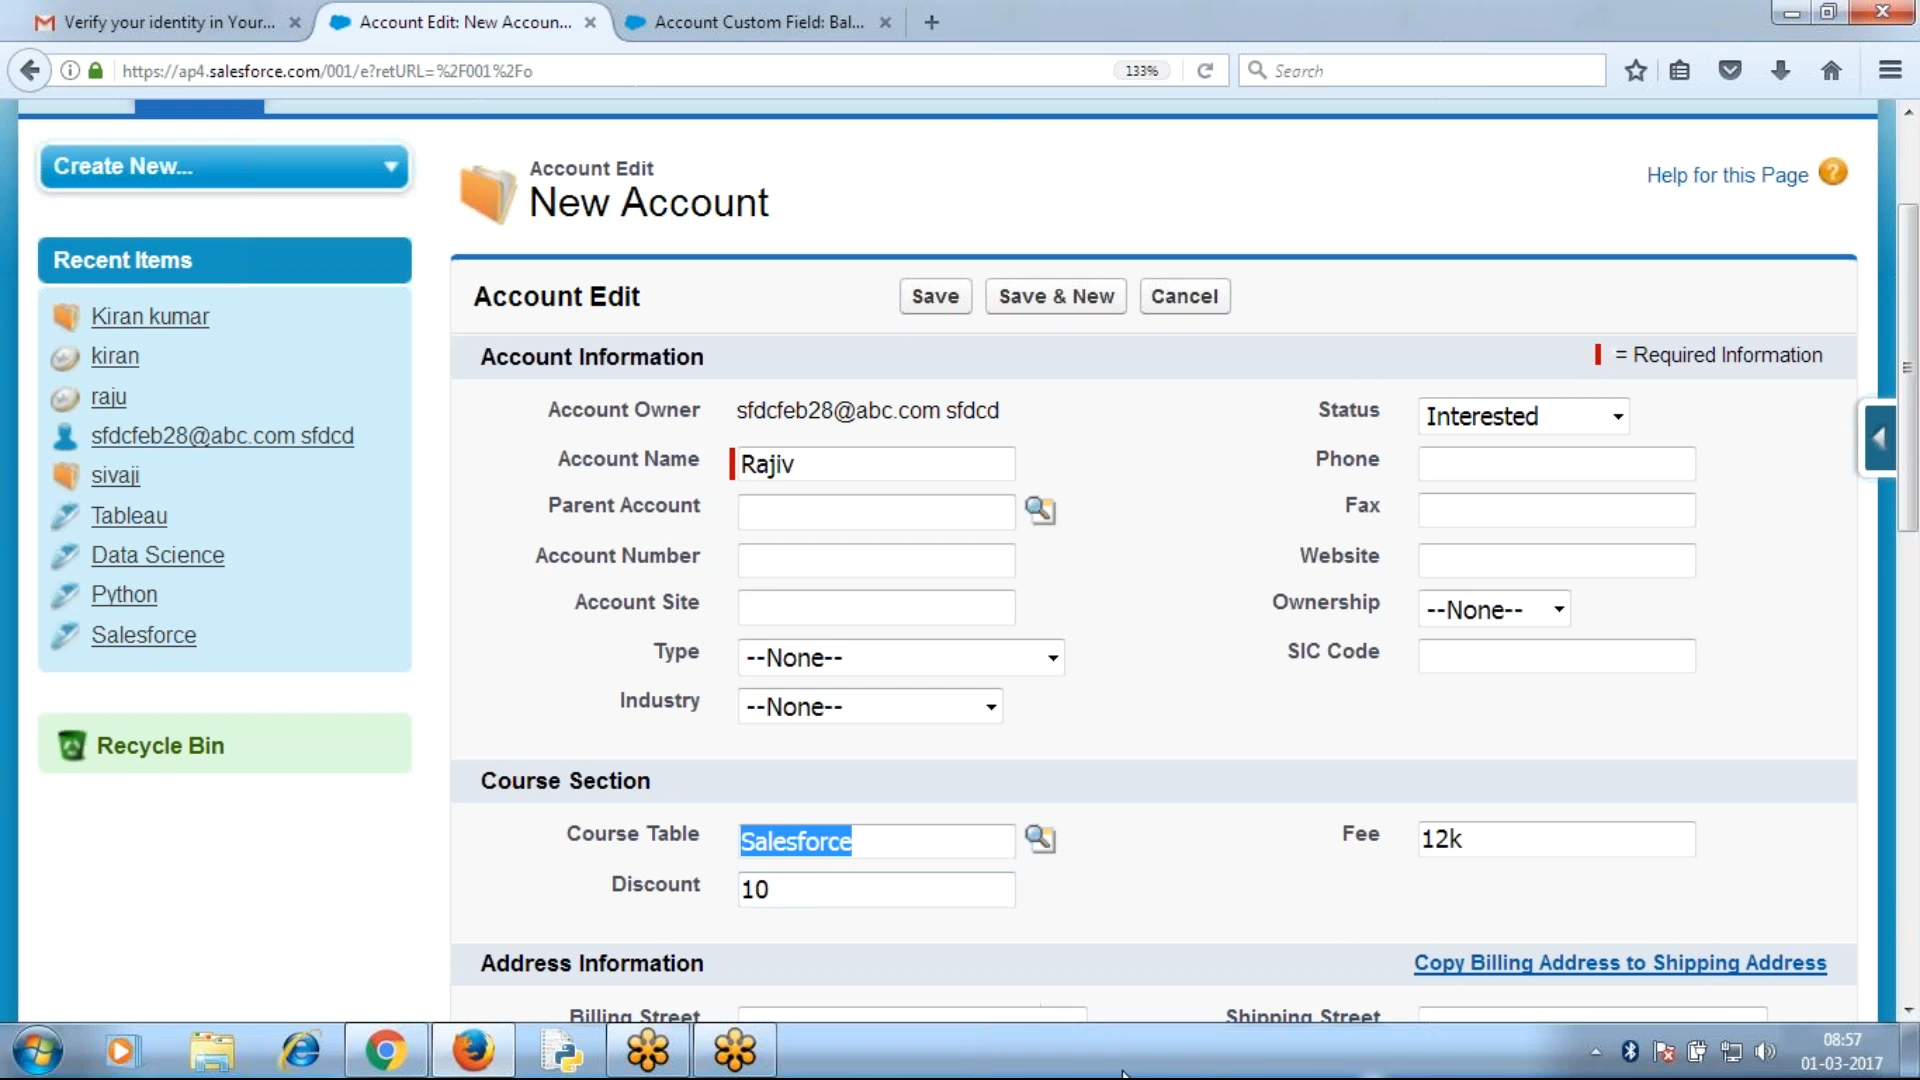 Verify your identity in Your...
Account Edit: New Accoun...
Account Custom Field: Bal...
https://ap4.salesforce.com/001/e?retURL=%2F001%2Fo
133%
Search
Create New...
Account Edit
New Account
Help for this Page
Recent Items
Kiran kumar
kiran
raju
sfdcfeb28@abc.com sfdcd
sivaji
Tableau
Data Science
Python
Salesforce
Recycle Bin
Account Edit
Save
Save & New
Cancel
Account Information
= Required Information
Account Owner sfdcfeb28@abc.com sfdcd
Status Interested
Account Name Rajiv
Phone
Parent Account
Fax
Account Number
Website
Account Site
Ownership --None--
Type --None--
SIC Code
Industry --None--
Course Section
Course Table Salesforce
Fee 12k
Discount 10
Address Information
Copy Billing Address to Shipping Address
Billing Street
Shipping Street
08:57
01-03-2017